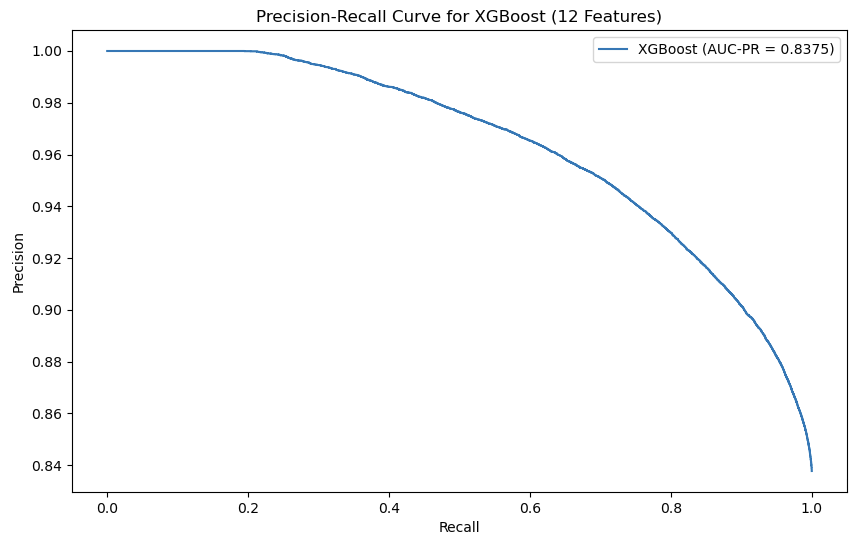 Precision-Recall Curve for XGBoost (12 Features)
XGBoost (AUC-PR = 0.8375)
1.00
0.98
0.96
0.94
0.92
0.90
0.88
0.86
0.84
Precision
0.0 0.2 0.4 0.6 0.8 1.0
Recall